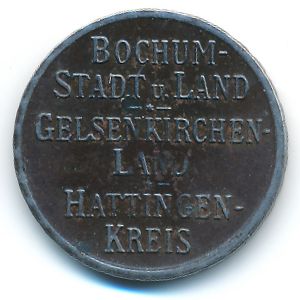 BOCHUM-
STADT u. LAND
GELSENKIRCHEN-
LAND
HATTINGEN-
KREIS